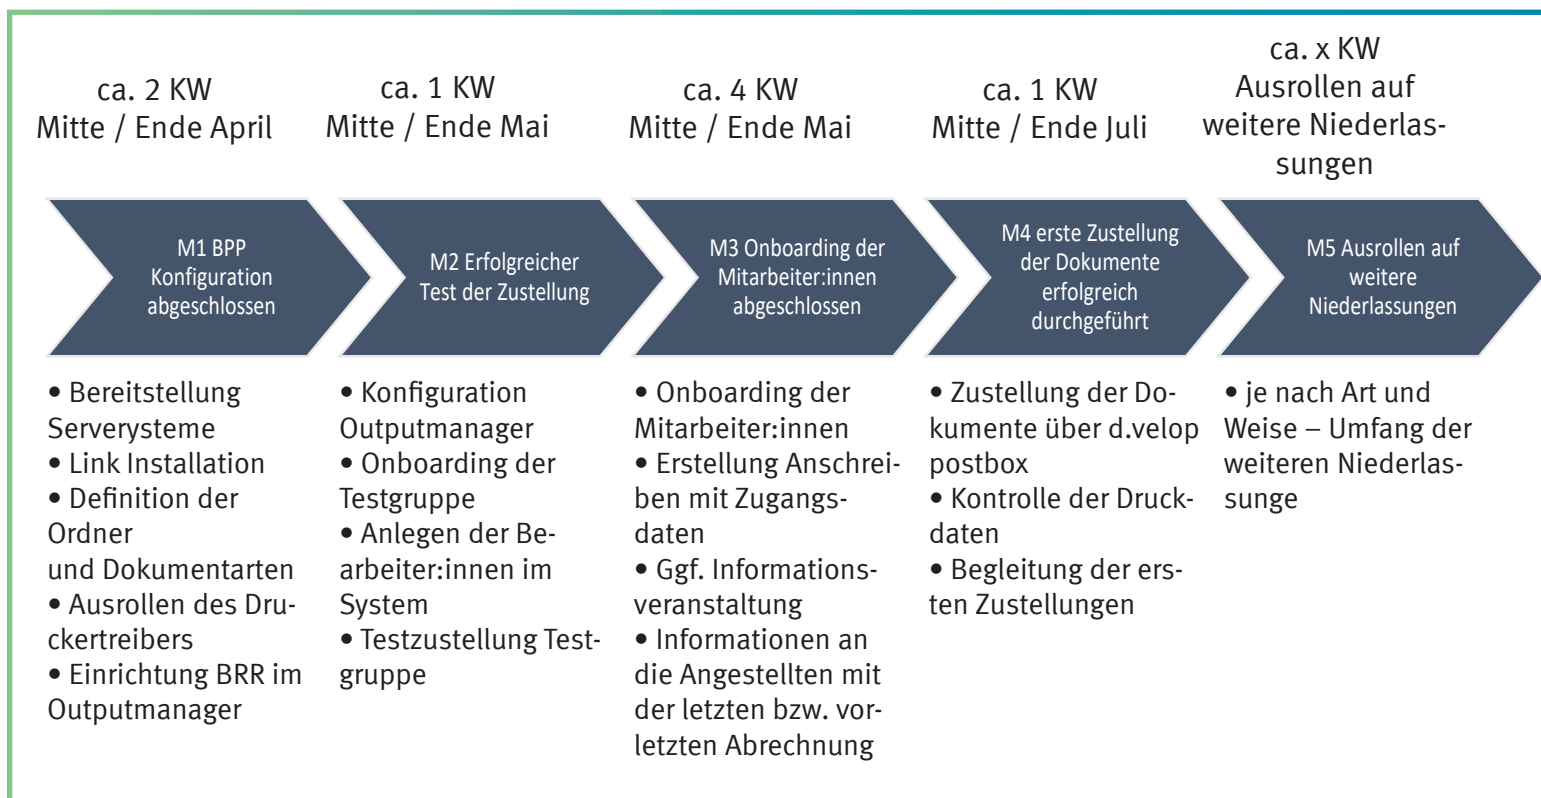 ca. 2 KW
Mitte / Ende April
ca. 1 KW
Mitte / Ende Mai
ca. 4 KW
Mitte / Ende Mai
ca. 1 KW
Mitte / Ende Juli
ca. x KW
Ausrollen auf
weitere Niederlas-
sungen
M1 BPP
Konfiguration
abgeschlossen
M2 Erfolgreicher
Test der Zustellung
M3 Onboarding der
Mitarbeiter:innen
abgeschlossen
M4 erste Zustellung
der Dokumente
erfolgreich
durchgeführt
M5 Ausrollen auf
weitere
Niederlassungen
• Bereitstellung
Serverysteme
• Link Installation
• Definition der
Ordner
und Dokumentarten
• Ausrollen des Dru-
ckertreibers
• Einrichtung BRR im
Outputmanager
• Konfiguration
Outputmanager
• Onboarding der
Testgruppe
• Anlegen der Be-
arbeiter:innen im
System
• Testzustellung Test-
gruppe
• Onboarding der
Mitarbeiter:innen
• Erstellung Anschrei-
ben mit Zugangs-
daten
• Ggf. Informations-
veranstaltung
• Informationen an
die Angestellten mit
der letzten bzw. vor-
letzten Abrechnung
• Zustellung der Do-
kumente über d.velop
postbox
• Kontrolle der Druck-
daten
• Begleitung der ers-
ten Zustellungen
• je nach Art und
Weise – Umfang der
weiteren Niederlas-
sunge